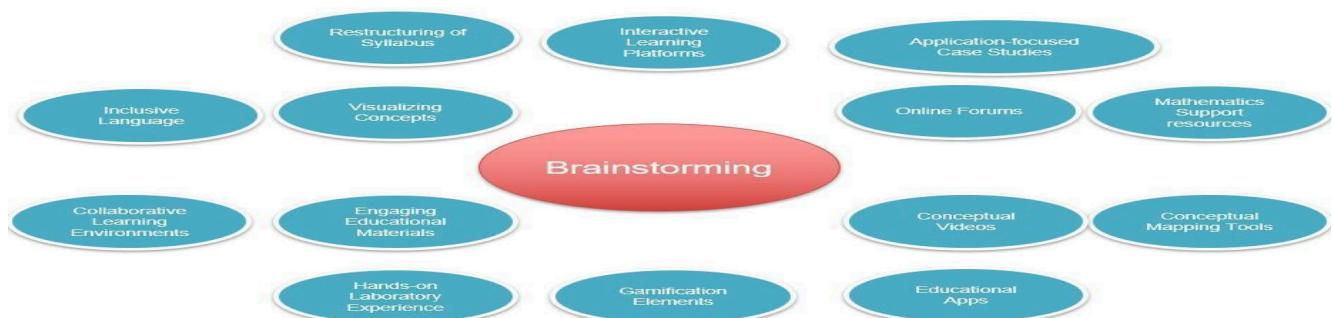 Restructuring of
Syllabus
Interactive
Learning
Platforms
Application-focused
Case Studies
Inclusive
Language
Visualizing
Concepts
Online Forums
Mathematics
Support
resources
Brainstorming
Collaborative
Learning
Environments
Engaging
Educational
Materials
Conceptual
Videos
Conceptual
Mapping Tools
Hands-on
Laboratory
Experience
Gamification
Elements
Educational
Apps